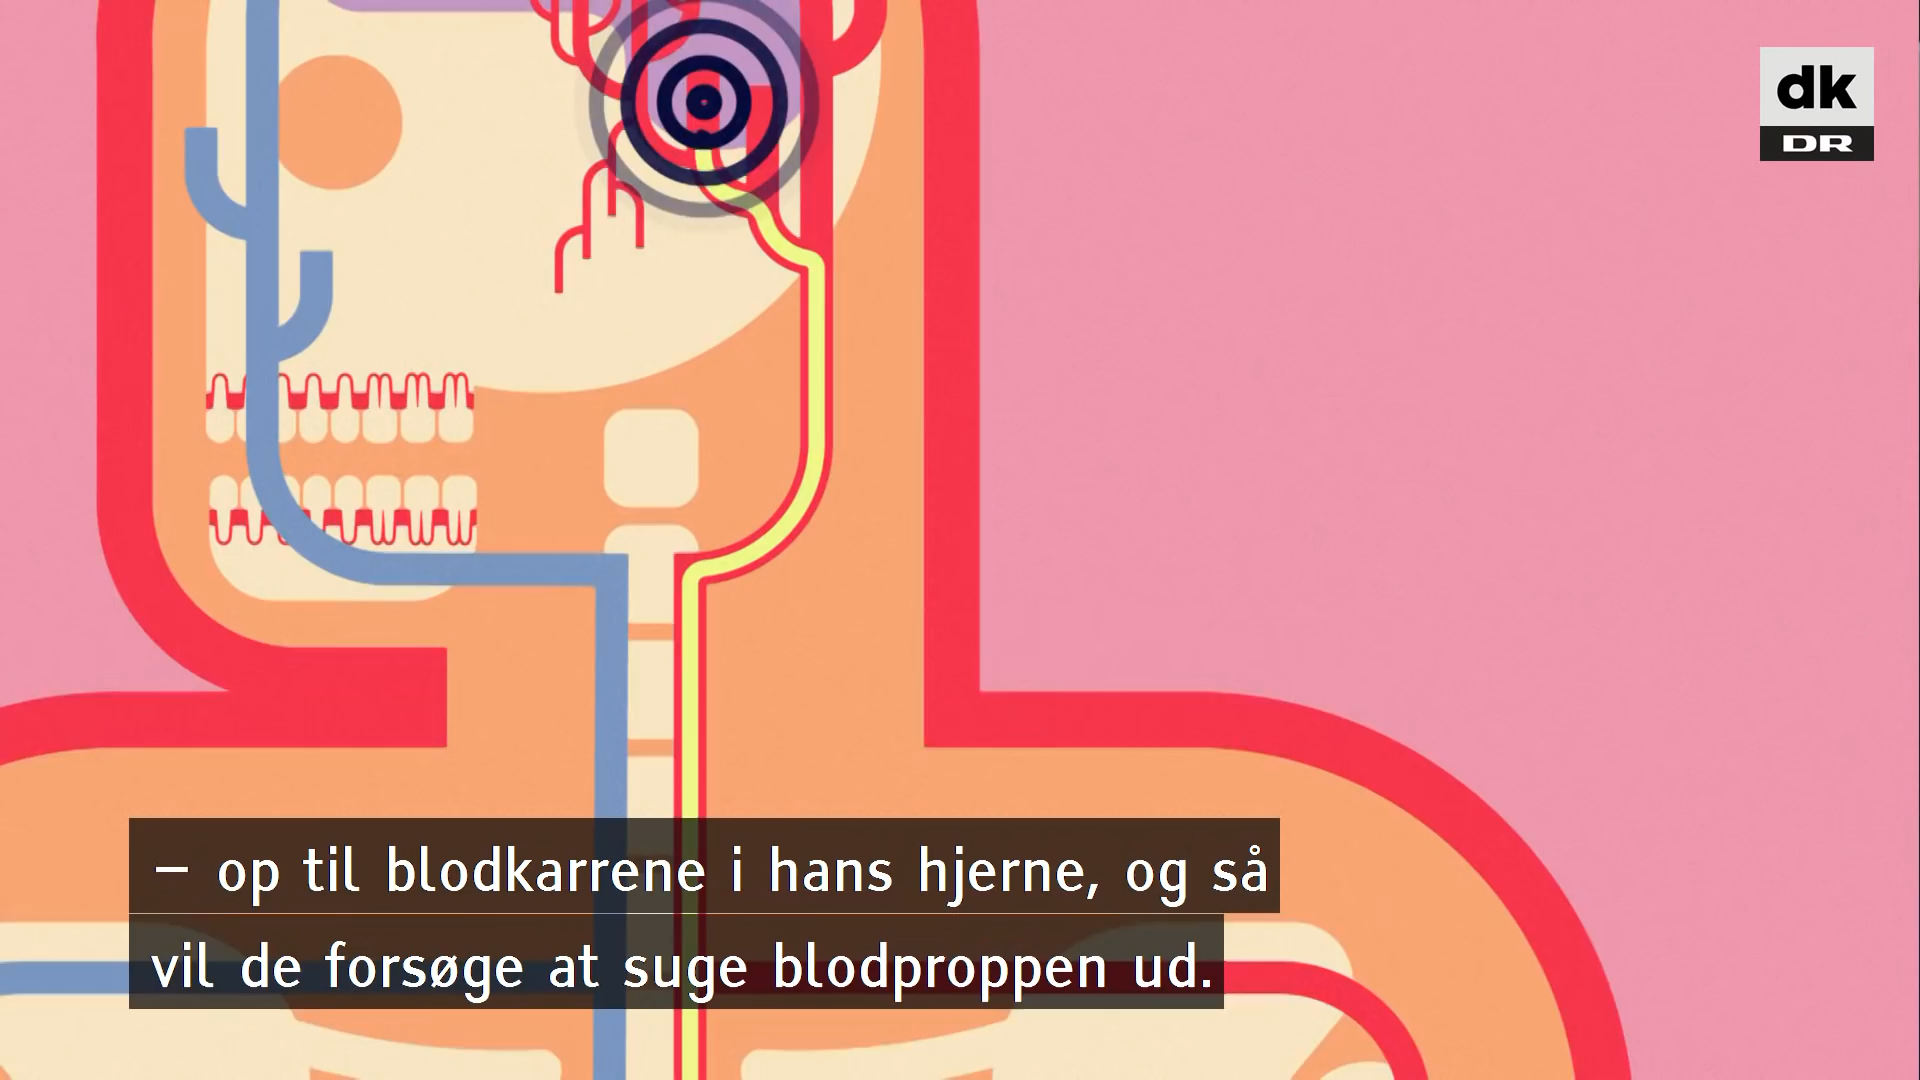 dk
DR
– op til blodkarrene i hans hjerne, og så
vil de forsøge at suge blodproppen ud.